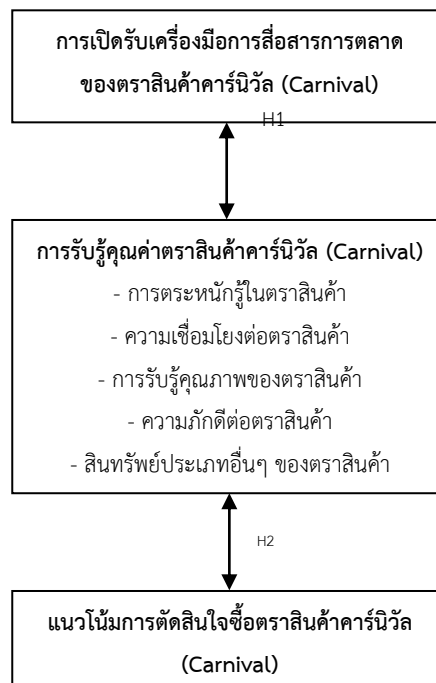 การเปิดรับเครื่องมือการสื่อสารการตลาด
ของตราสินค้าคาร์นิวัล (Carnival)
H1
การรับรู้คุณค่าตราสินค้าคาร์นิวัล (Carnival)
- การตระหนักรู้ในตราสินค้า
- ความเชื่อมโยงต่อตราสินค้า
- การรับรู้คุณภาพของตราสินค้า
- ความภักดีต่อตราสินค้า
- สินทรัพย์ประเภทอื่นๆ ของตราสินค้า
H2
แนวโน้มการตัดสินใจซื้อตราสินค้าคาร์นิวัล
(Carnival)